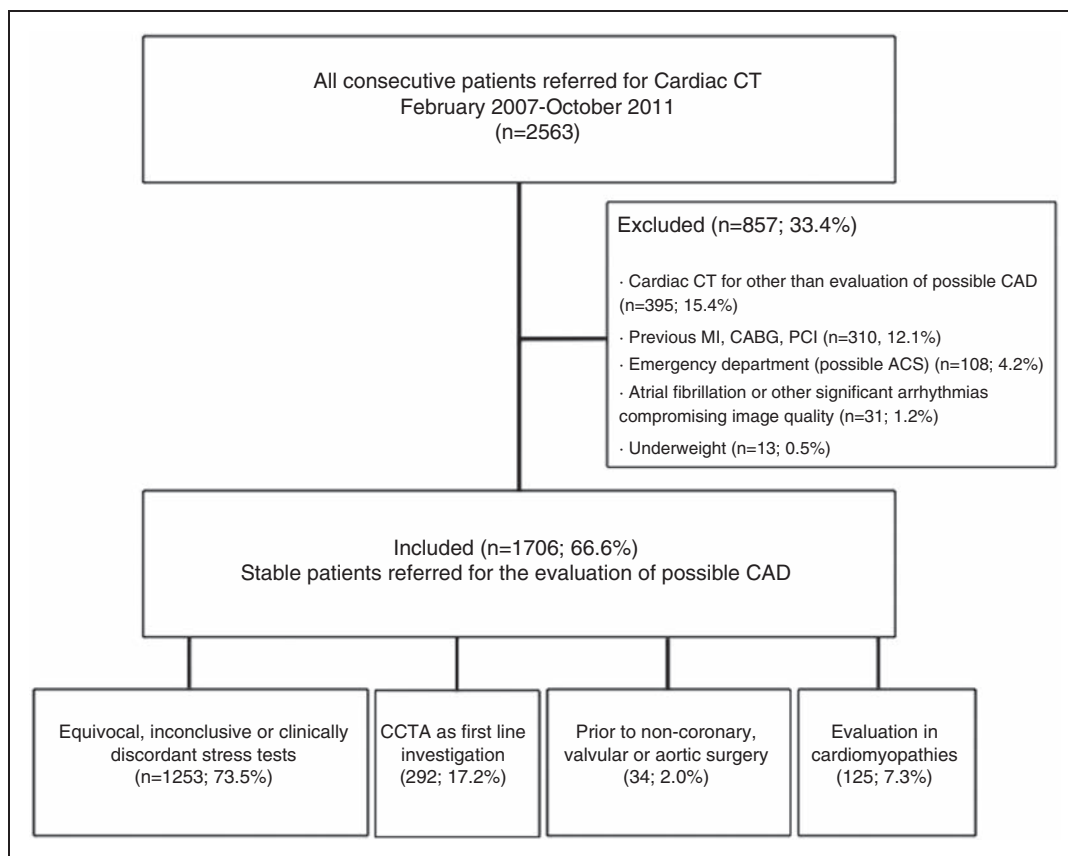 All consecutive patients referred for Cardiac CT
February 2007-October 2011
(n=2563)
Excluded (n=857; 33.4%)
· Cardiac CT for other than evaluation of possible CAD
(n=395; 15.4%)
· Previous MI, CABG, PCI (n=310, 12.1%)
· Emergency department (possible ACS) (n=108; 4.2%)
· Atrial fibrillation or other significant arrhythmias
compromising image quality (n=31; 1.2%)
· Underweight (n=13; 0.5%)
Included (n=1706; 66.6%)
Stable patients referred for the evaluation of possible CAD
Equivocal, inconclusive or clinically
discordant stress tests
(n=1253; 73.5%)
CCTA as first line
investigation
(292; 17.2%)
Prior to non-coronary,
valvular or aortic surgery
(34; 2.0%)
Evaluation in
cardiomyopathies
(125; 7.3%)